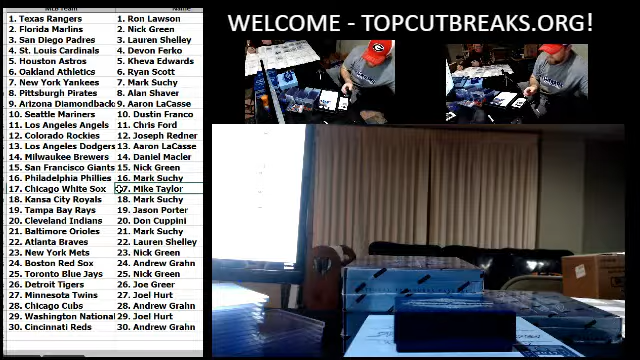 WELCOME - TOPCUTBREAKS.ORG!
MLB Team Name
1. Texas Rangers 1. Ron Lawson
2. Florida Marlins 2. Nick Green
3. San Diego Padres 3. Lauren Shelley
4. St. Louis Cardinals 4. Devon Ferko
5. Houston Astros 5. Kheva Edwards
6. Oakland Athletics 6. Ryan Scott
7. New York Yankees 7. Mark Suchy
8. Pittsburgh Pirates 8. Alan Shaver
9. Arizona Diamondback 9. Aaron LaCasse
10. Seattle Mariners 10. Dustin Franco
11. Los Angeles Angels 11. Chris Ford
12. Colorado Rockies 12. Joseph Redner
13. Los Angeles Dodgers 13. Aaron LaCasse
14. Milwaukee Brewers 14. Daniel Macier
15. San Francisco Giants 15. Nick Green
16. Philadelphia Phillies 16. Mark Suchy
17. Chicago White Sox 17. Mike Taylor
18. Kansa City Royals 18. Mark Suchy
19. Tampa Bay Rays 19. Jason Porter
20. Cleveland Indians 20. Don Cuppini
21. Baltimore Orioles 21. Mark Suchy
22. Atlanta Braves 22. Lauren Shelley
23. New York Mets 23. Nick Green
24. Boston Red Sox 24. Andrew Grahn
25. Toronto Blue Jays 25. Nick Green
26. Detroit Tigers 26. Joe Greer
27. Minnesota Twins 27. Joel Hurt
28. Chicago Cubs 28. Andrew Grahn
29. Washington National 29. Joel Hurt
30. Cincinnati Reds 30. Andrew Grahn